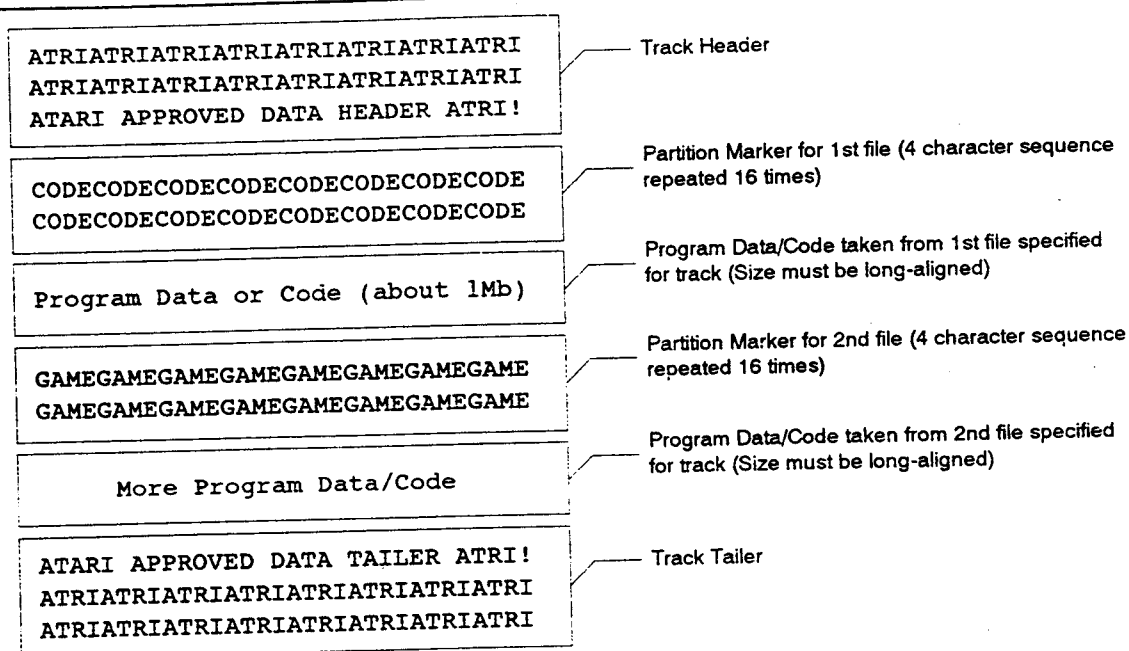 ATRIATRIATRIATRIATRIATRIATRIATRI
ATRIATRIATRIATRIATRIATRIATRIATRI
ATARI APPROVED DATA HEADER ATRI!
Track Header
CODECODECODECODECODECODECODECODE
CODECODECODECODECODECODECODECODE
Partition Marker for 1st file (4 character sequence
repeated 16 times)
Program Data or Code (about 1Mb)
Program Data/Code taken from 1st file specified
for track (Size must be long-aligned)
GAMEGAMEGAMEGAMEGAMEGAMEGAMEGAME
GAMEGAMEGAMEGAMEGAMEGAMEGAMEGAME
Partition Marker for 2nd file (4 character sequence
repeated 16 times)
More Program Data/Code
Program Data/Code taken from 2nd file specified
for track (Size must be long-aligned)
ATARI APPROVED DATA TAILER ATRI!
ATRIATRIATRIATRIATRIATRIATRIATRI
ATRIATRIATRIATRIATRIATRIATRIATRI
Track Tailer